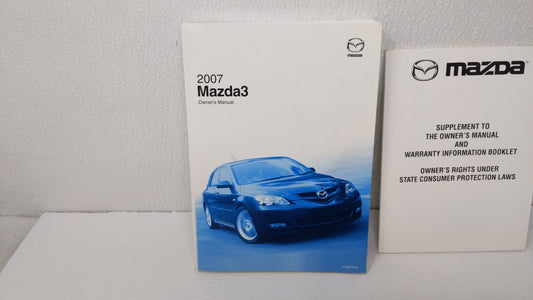 mazda
2007
Mazda3
Owner's Manual
mazda
SUPPLEMENT TO
THE OWNER'S MANUAL
AND
WARRANTY INFORMATION BOOKLET
OWNER'S RIGHTS UNDER
STATE CONSUMER PROTECTION LAWS